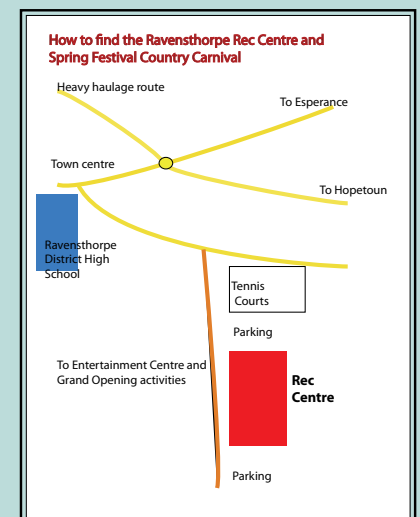 How to find the Ravensthorpe Rec Centre and
Spring Festival Country Carnival
Heavy haulage route
To Esperance
Town centre
To Hopetoun
Ravensthorpe
District High
School
Tennis
Courts
Parking
To Entertainment Centre and
Grand Opening activities
Rec
Centre
Parking